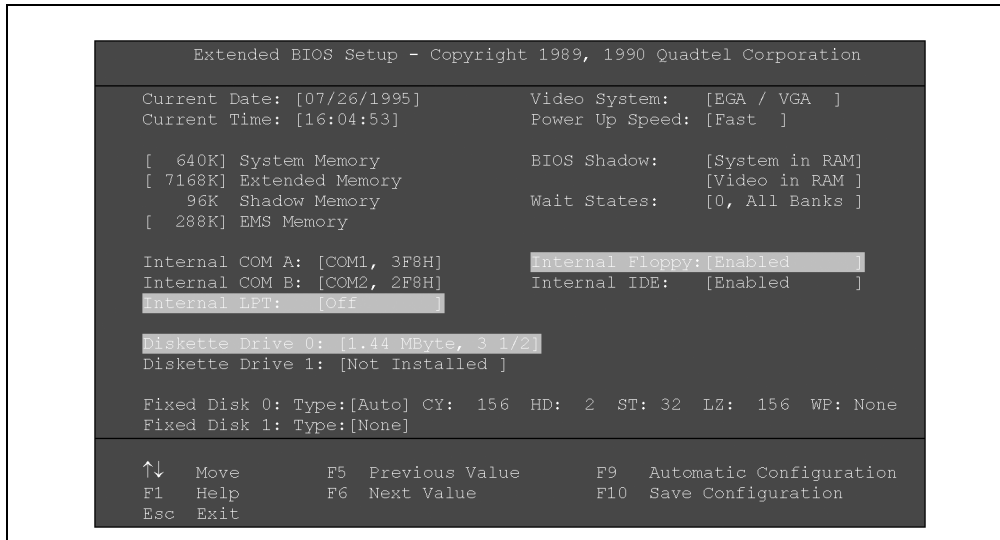 Extended BIOS Setup - Copyright 1989, 1990 Quadtel Corporation
Current Date: [07/26/1995] Video System: [EGA / VGA ]
Current Time: [16:04:53] Power Up Speed: [Fast ]
[ 640K] System Memory BIOS Shadow: [System in RAM]
[ 7168K] Extended Memory [Video in RAM ]
96K Shadow Memory Wait States: [0, All Banks ]
[ 288K] EMS Memory
Internal COM A: [COM1, 3F8H] Internal Floppy:[Enabled ]
Internal COM B: [COM2, 2F8H] Internal IDE: [Enabled ]
Internal LPT: [Off ]
Diskette Drive 0: [1.44 MByte, 3 1/2]
Diskette Drive 1: [Not Installed ]
Fixed Disk 0: Type:[Auto] CY: 156 HD: 2 ST: 32 LZ: 156 WP: None
Fixed Disk 1: Type:[None]
↑↓ Move F5 Previous Value F9 Automatic Configuration
F1 Help F6 Next Value F10 Save Configuration
Esc Exit